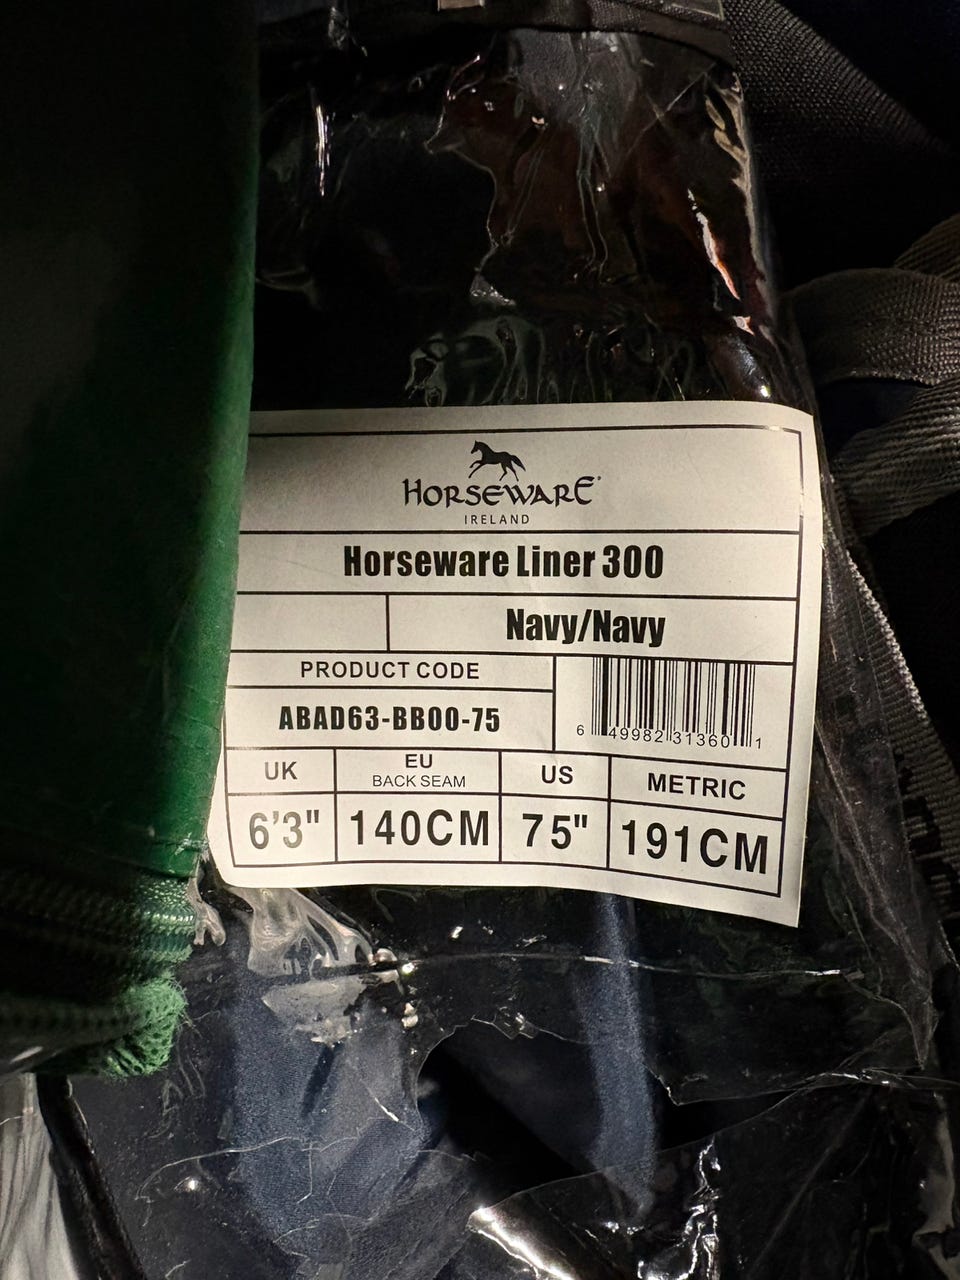 HORSEWARE®
IRELAND
Horseware Liner 300
Navy/Navy
PRODUCT CODE
ABAD63-BB00-75
6 49982 31360 1
UK
EU
BACK SEAM
US
METRIC
6'3"
140CM
75"
191CM